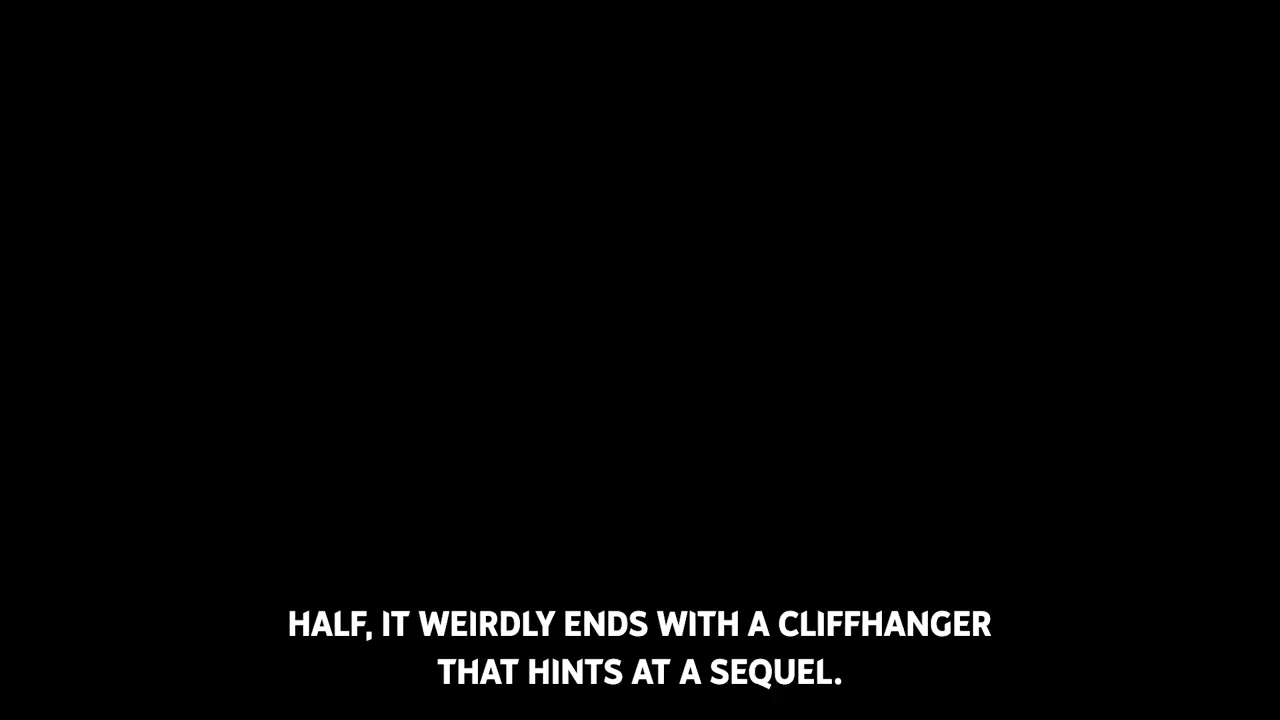 HALF, IT WEIRDLY ENDS WITH A CLIFFHANGER
THAT HINTS AT A SEQUEL.